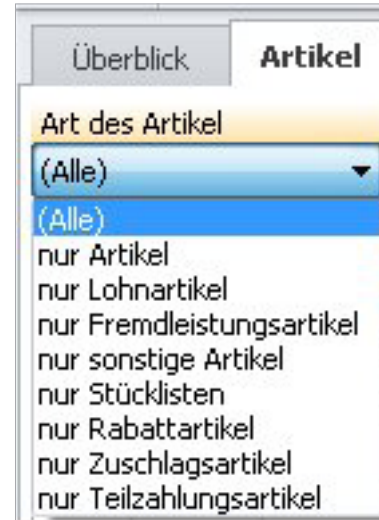 Überblick Artikel
Art des Artikel
(Alle)
(Alle)
nur Artikel
nur Lohnartikel
nur Fremdleistungsartikel
nur sonstige Artikel
nur Stücklisten
nur Rabattartikel
nur Zuschlagsartikel
nur Teilzahlungsartikel